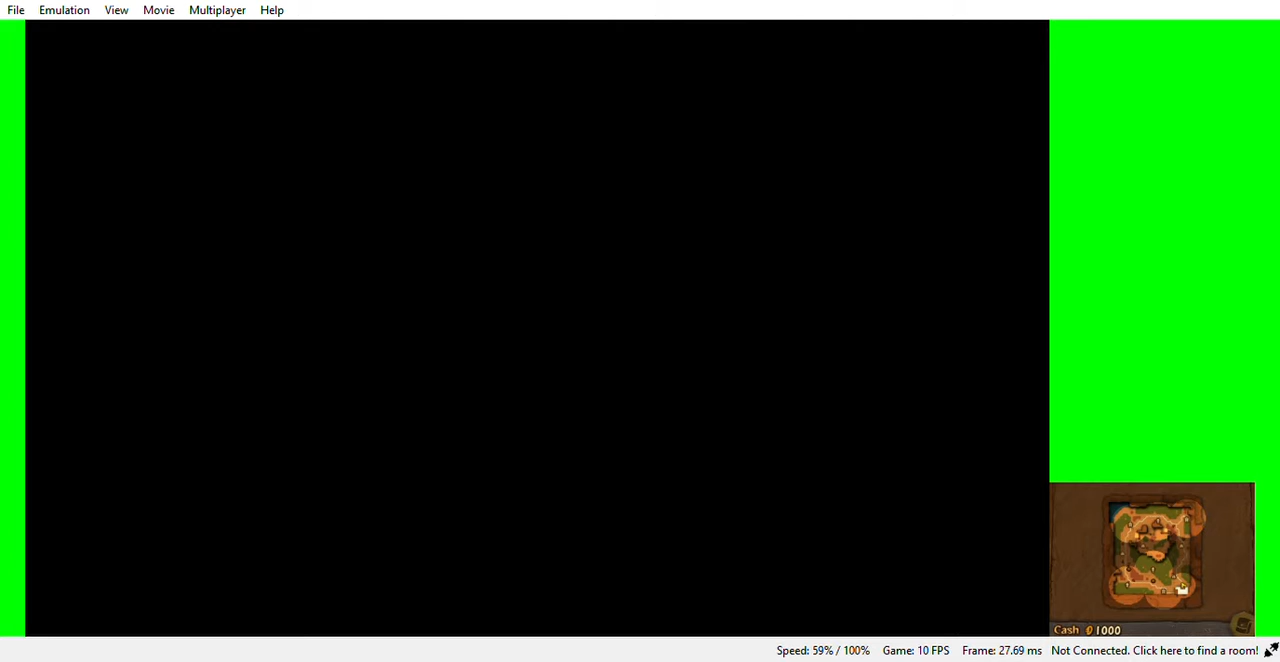 File Emulation View Movie Multiplayer Help
Cash 1000
Speed: 59% / 100% Game: 10 FPS Frame: 27.69 ms Not Connected. Click here to find a room!